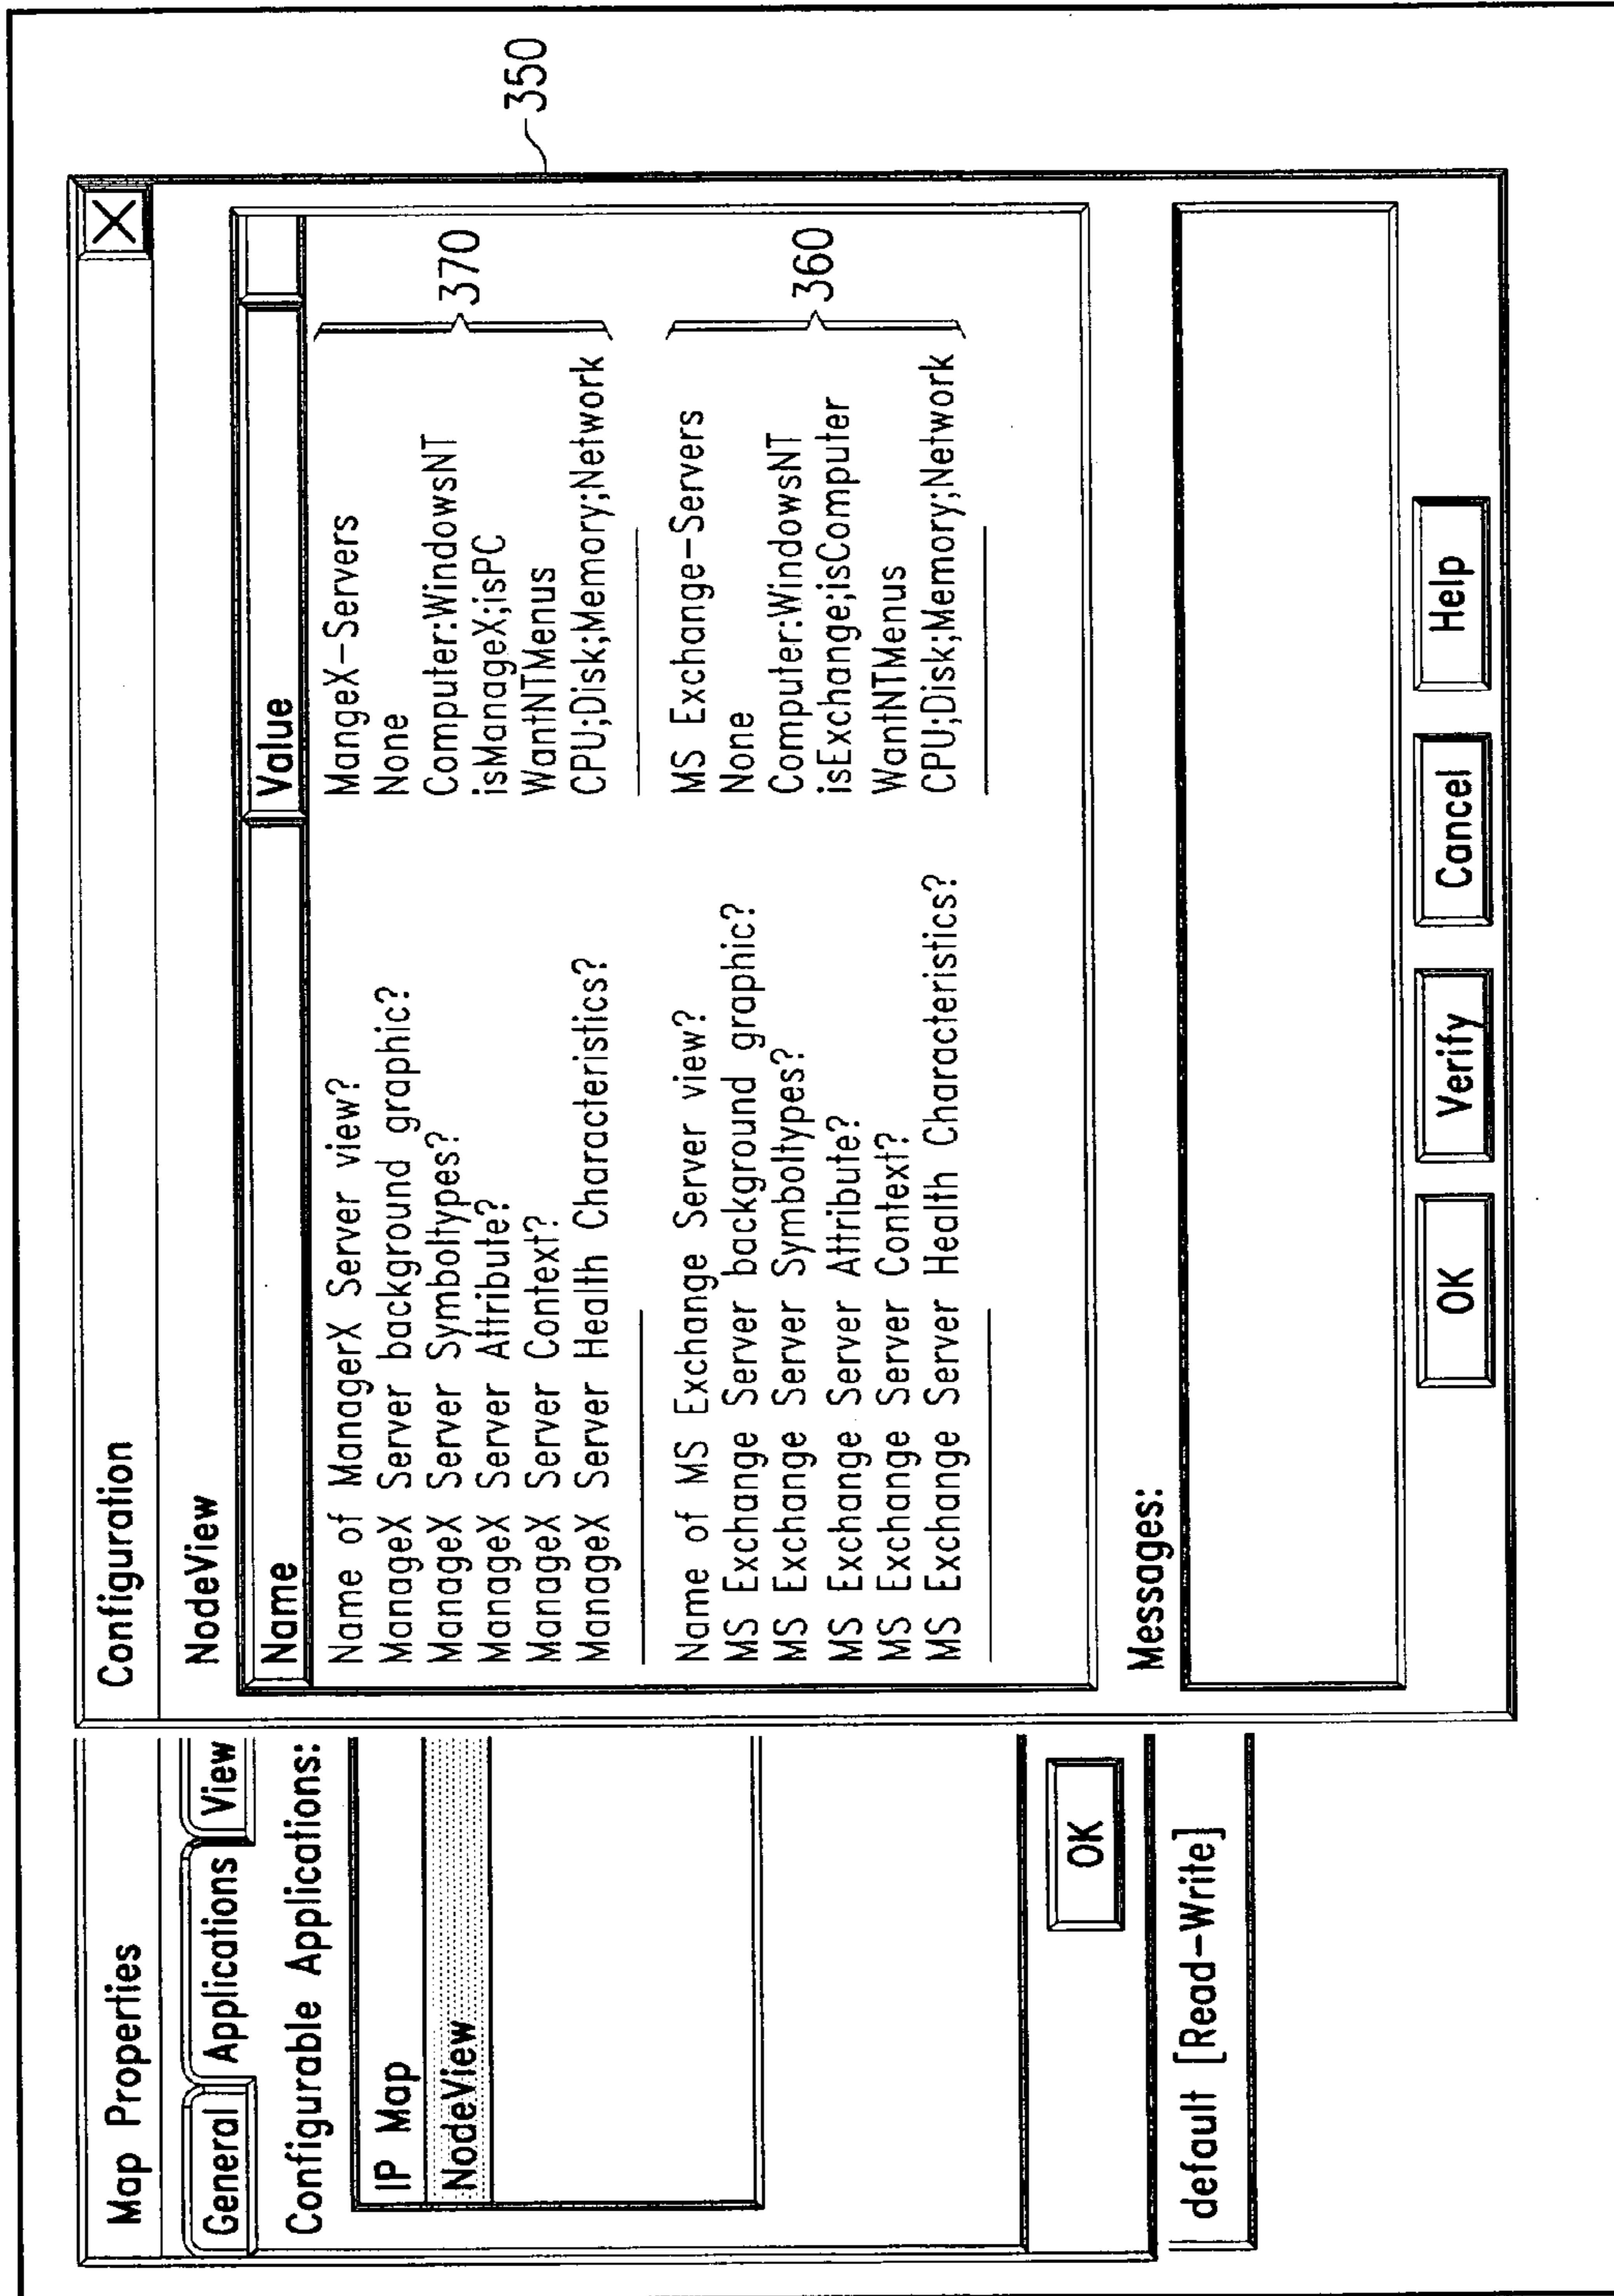 Map Properties
General Applications View
Configurable Applications:
IP Map
NodeView
OK
default [Read-Write]
Configuration
X
NodeView
Name Value
Name of ManagerX Server view? MangeX-Servers
ManageX Server background graphic? None
ManageX Server Symboltypes? Computer:WindowsNT
ManageX Server Attribute? isManageX;isPC
ManageX Server Context? WantNTMenus
ManageX Server Health Characteristics? CPU;Disk;Memory;Network
370
Name of MS Exchange Server view? MS Exchange-Servers
MS Exchange Server background graphic? None
MS Exchange Server Symboltypes? Computer:WindowsNT
MS Exchange Server Attribute? isExchange;isComputer
MS Exchange Server Context? WantNTMenus
MS Exchange Server Health Characteristics? CPU;Disk;Memory;Network
360
Messages:
OK Verify Cancel Help
350